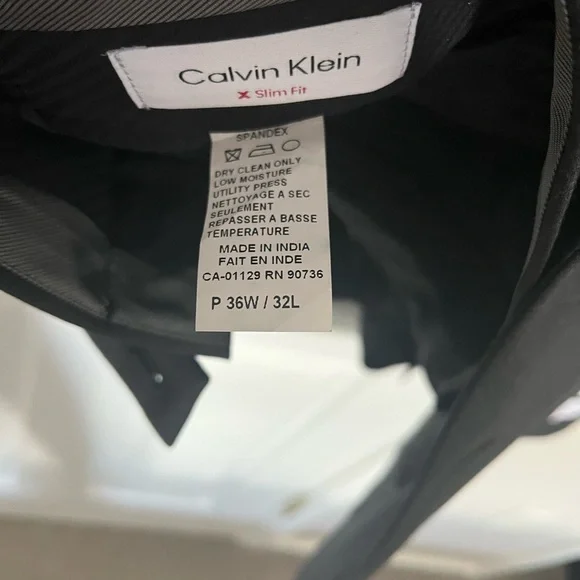 Calvin Klein
X Slim Fit
SPANDEX
DRY CLEAN ONLY
LOW MOISTURE
UTILITY PRESS
NETTOYAGE A SEC
SEULEMENT
REPASSER A BASSE
TEMPERATURE
MADE IN INDIA
FAIT EN INDE
CA-01129 RN 90736
P 36W / 32L